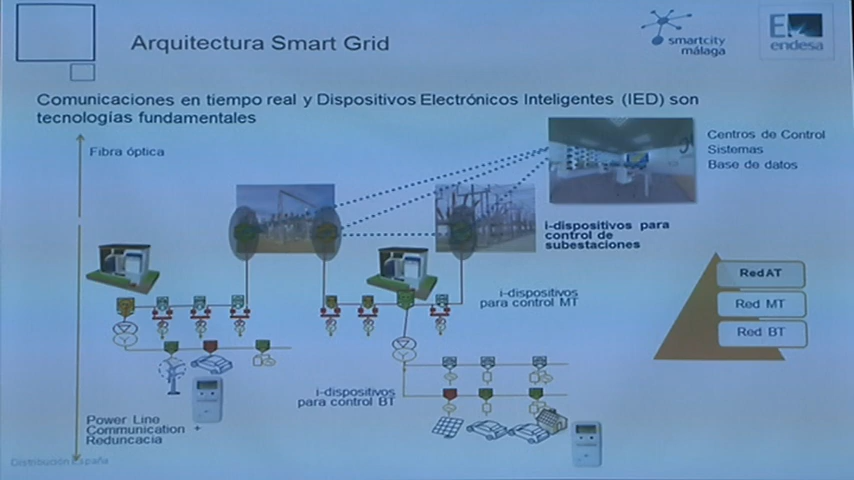 Arquitectura Smart Grid
smartcity
málaga
endesa
Comunicaciones en tiempo real y Dispositivos Electrónicos Inteligentes (IED) son
tecnologías fundamentales
Fibra óptica
Centros de Control
Sistemas
Base de datos
i-dispositivos para
control de
subestaciones
i-dispositivos
para control MT
Red AT
Red MT
Red BT
i-dispositivos
para control BT
Power Line
Communication +
Reduncacia
Distribución España